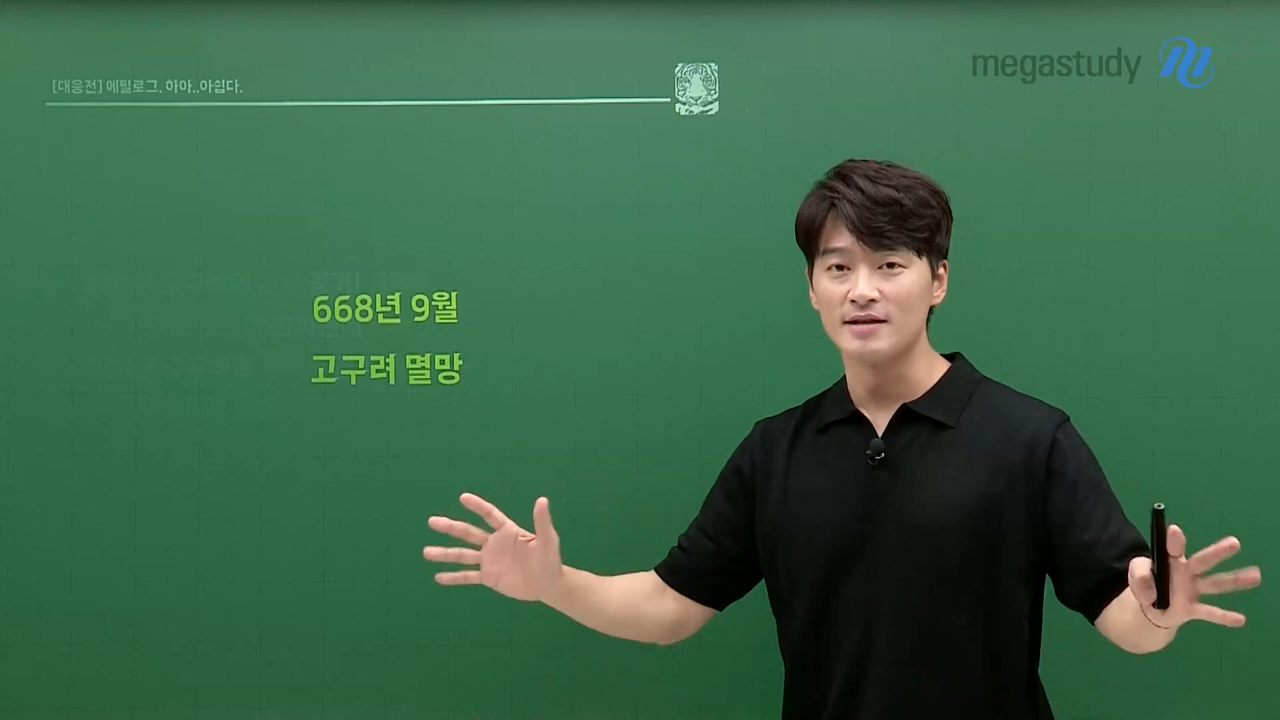 [대웅전] 에필로그. 하아..아쉽다.
megastudy
668년 9월
고구려 멸망